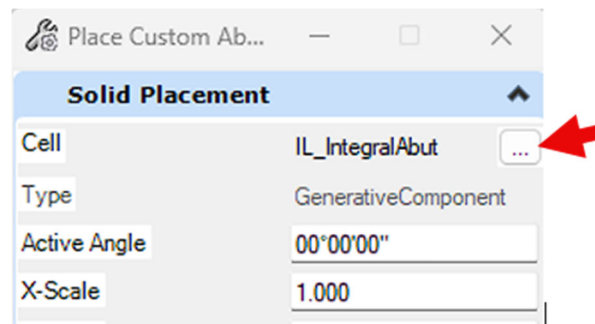 Place Custom Ab...
Solid Placement
Cell IL_IntegralAbut ...
Type GenerativeComponent
Active Angle 00°00'00"
X-Scale 1.000